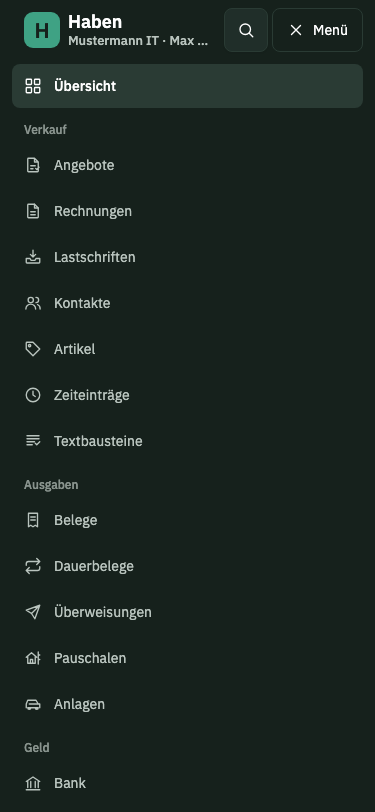 H
Haben
Mustermann IT · Max ...
Menü
Übersicht
Verkauf
Angebote
Rechnungen
Lastschriften
Kontakte
Artikel
Zeiteinträge
Textbausteine
Ausgaben
Belege
Dauerbelege
Überweisungen
Pauschalen
Anlagen
Geld
Bank